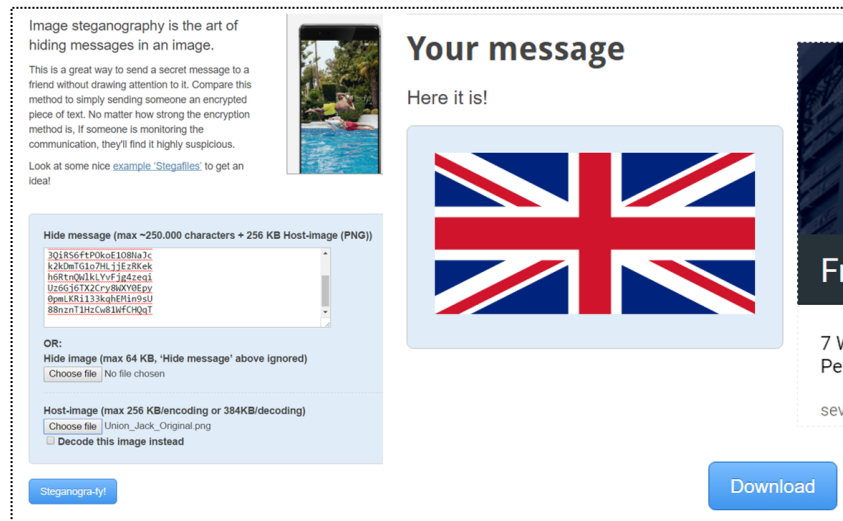 Image steganography is the art of
hiding messages in an image.
This is a great way to send a secret message to a
friend without drawing attention to it. Compare this
method to simply sending someone an encrypted
piece of text. No matter how strong the encryption
method is, If someone is monitoring the
communication, they'll find it highly suspicious.
Look at some nice example 'Stegafiles' to get an
idea!
Hide message (max ~250.000 characters + 256 KB Host-image (PNG))
3QiRS6ftPOkoE1O8NaJc
k2kDmTG1o7HLjjEzRKek
h6RtnQWlkLYvFjg4zeqi
Uz6Gj6TX2Cry8WXY0Epy
0pmLKRi133kqhEMin9sU
88nznT1HzCw81WfCHQqT
OR:
Hide image (max 64 KB, 'Hide message' above ignored)
Choose file No file chosen
Host-image (max 256 KB/encoding or 384KB/decoding)
Choose file Union_Jack_Original.png
Decode this image instead
Steganogra-fy!
Your message
Here it is!
Download
7 W
Pe
sev